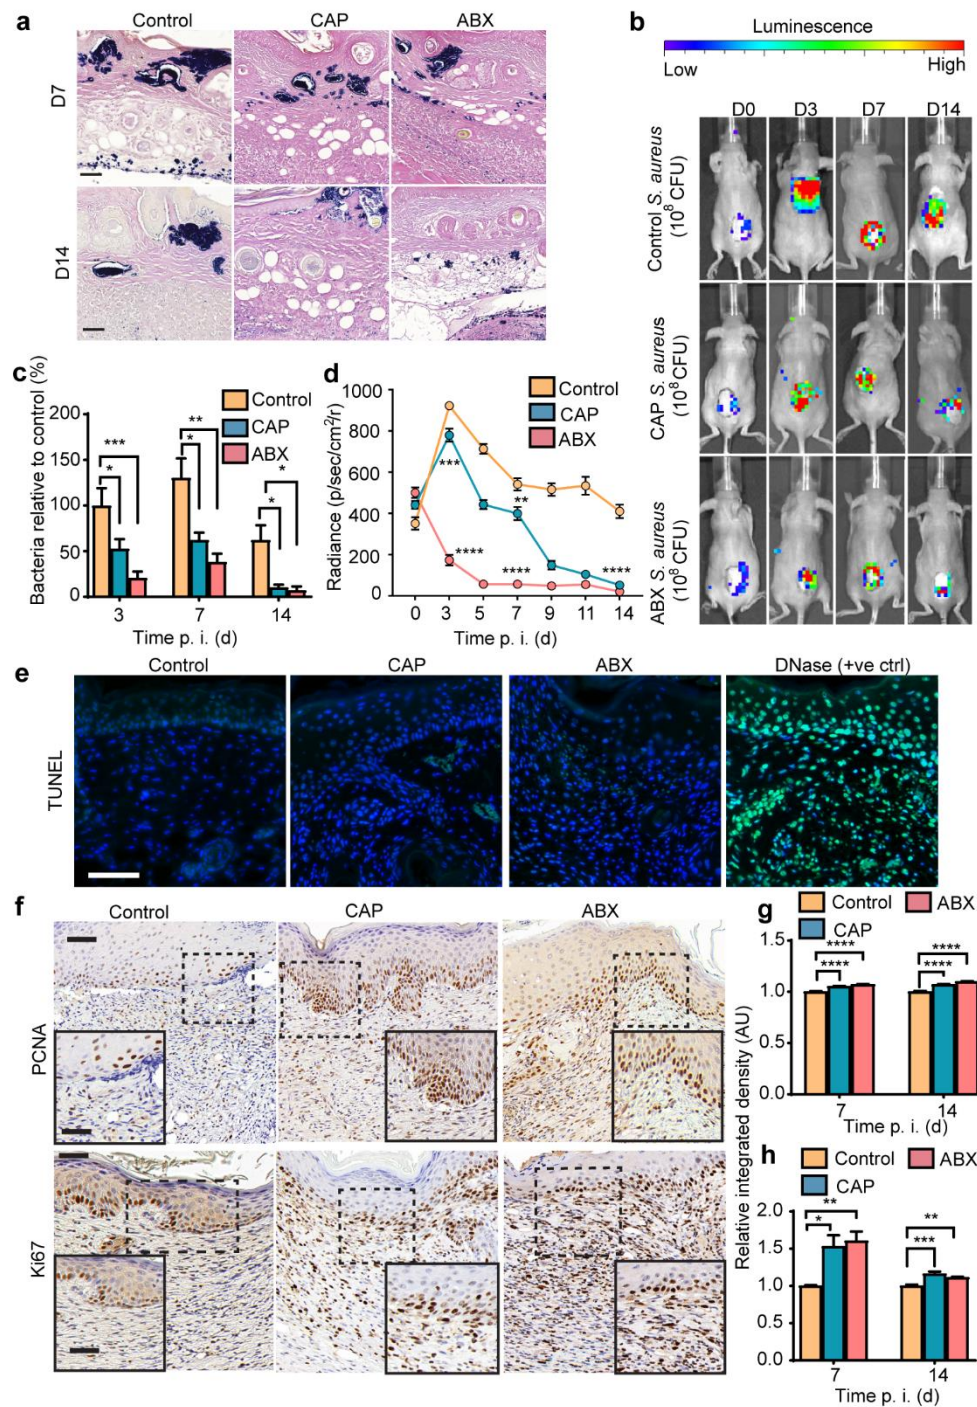 a
Control CAP ABX
D7
D14
b
Luminescence
Low High
D0 D3 D7 D14
Control S. aureus
(10⁸ CFU)
CAP S. aureus
(10⁸ CFU)
ABX S. aureus
(10⁸ CFU)
c
Bacteria relative to control (%)
200
150
100
50
0
Control
CAP
ABX
*** * ** * * *
3 7 14
Time p. i. (d)
d
Radiance (p/sec/cm²/r)
1000
800
600
400
200
0
Control
CAP
ABX
*** ** **** **** ****
0 3 5 7 9 11 14
Time p. i. (d)
e
Control CAP ABX DNase (+ve ctrl)
TUNEL
f
Control CAP ABX
PCNA
Ki67
g
Control ABX
CAP
1.5
1.0
0.5
0.0
**** **** **** ****
7 14
Time p. i. (d)
Relative integrated density (AU)
h
Control ABX
CAP
2.0
1.5
1.0
0.5
0.0
** * ** ***
7 14
Time p. i. (d)